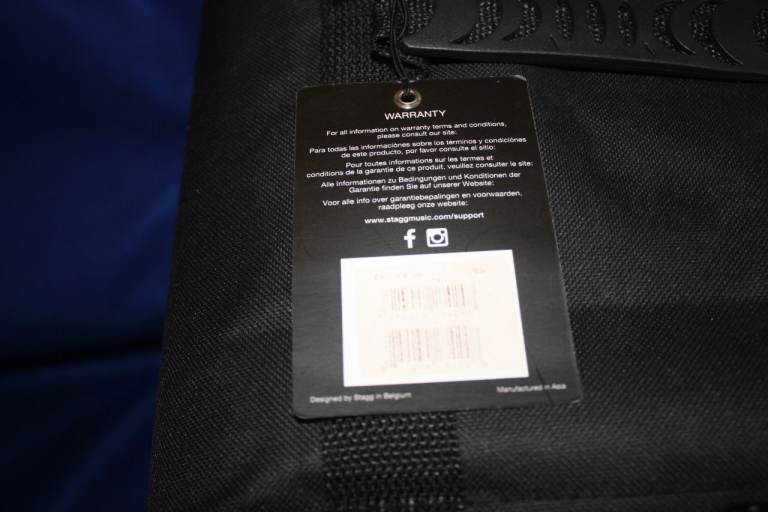 WARRANTY
For all information on warranty terms and conditions,
please consult our site:
Para todas las informaciónes sobre los términos y condiciónes
de este producto, por favor consulte el sitio:
Pour toutes informations sur les termes et
conditions de la garantie de ce produit, veuillez consulter le site:
Alle Informationen zu Bedingungen und Konditionen der
Garantie finden Sie auf unserer Website:
Voor alle info over garantiebepalingen en voorwaarden,
raadpleeg onze website:
www.staggmusic.com/support
Designed by Stagg in Belgium
Manufactured in Asia